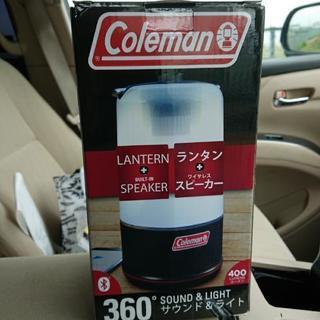 Coleman
LANTERN
+
BUILT-IN
SPEAKER
ランタン
+
ワイヤレス
スピーカー
Coleman
400
360°
SOUND & LIGHT
サウンド&ライト